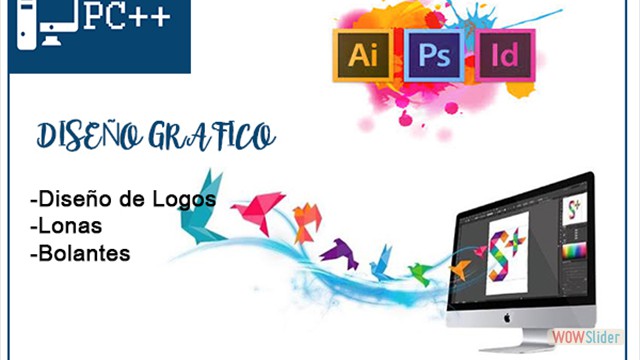 PC++
Ai Ps Id
DISEÑO GRAFICO
-Diseño de Logos
-Lonas
-Bolantes
S+
S+
WOWSlider